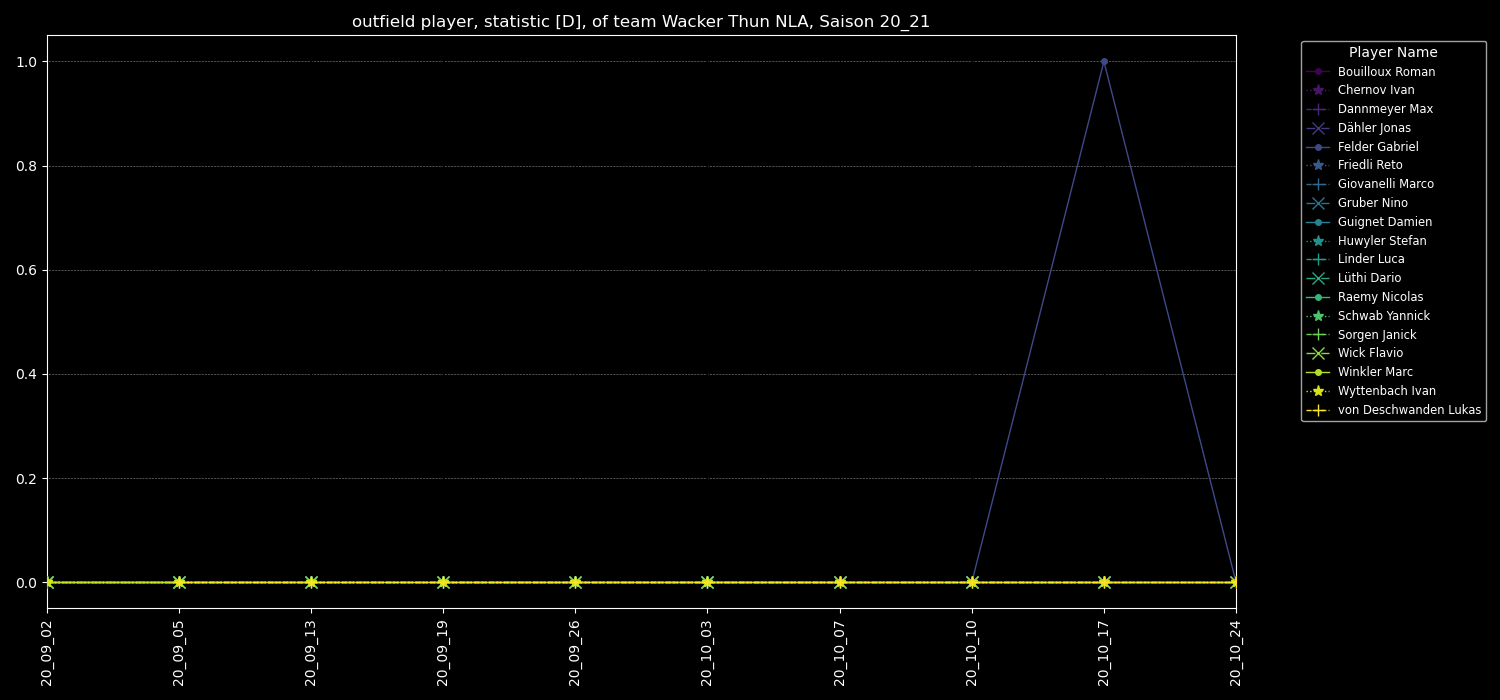 outfield player, statistic [D], of team Wacker Thun NLA, Saison 20_21
1.0
0.8
0.6
0.4
0.2
0.0
20_09_02
20_09_05
20_09_13
20_09_19
20_09_26
20_10_03
20_10_07
20_10_10
20_10_17
20_10_24
Player Name
Bouilloux Roman
Chernov Ivan
Dannmeyer Max
Dähler Jonas
Felder Gabriel
Friedli Reto
Giovanelli Marco
Gruber Nino
Guignet Damien
Huwyler Stefan
Linder Luca
Lüthi Dario
Raemy Nicolas
Schwab Yannick
Sorgen Janick
Wick Flavio
Winkler Marc
Wyttenbach Ivan
von Deschwanden Lukas